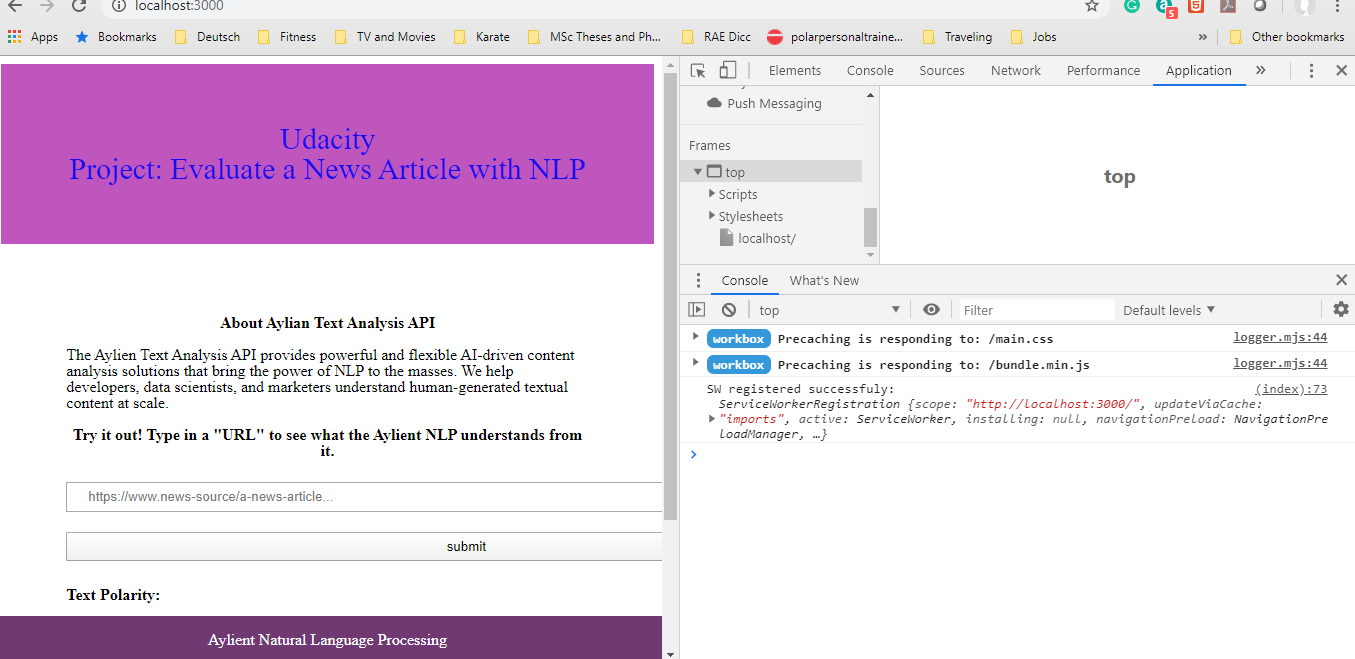 localhost:3000
5
Apps Bookmarks Deutsch Fitness TV and Movies Karate MSc Theses and Ph... RAE Dicc polarpersonaltraine... Traveling Jobs » Other bookmarks
Udacity
Project: Evaluate a News Article with NLP
About Aylian Text Analysis API
The Aylien Text Analysis API provides powerful and flexible AI-driven content
analysis solutions that bring the power of NLP to the masses. We help
developers, data scientists, and marketers understand human-generated textual
content at scale.
Try it out! Type in a "URL" to see what the Aylient NLP understands from
it.
https://www.news-source/a-news-article...
submit
Text Polarity:
Aylient Natural Language Processing
Elements Console Sources Network Performance Application »
Push Messaging
Frames
top
Scripts
Stylesheets
localhost/
top
Console What's New
top Filter Default levels
workbox Precaching is responding to: /main.css logger.mjs:44
workbox Precaching is responding to: /bundle.min.js logger.mjs:44
SW registered successfuly: (index):73
ServiceWorkerRegistration {scope: "http://localhost:3000/", updateViaCache:
"imports", active: ServiceWorker, installing: null, navigationPreload: NavigationPre
loadManager, …}